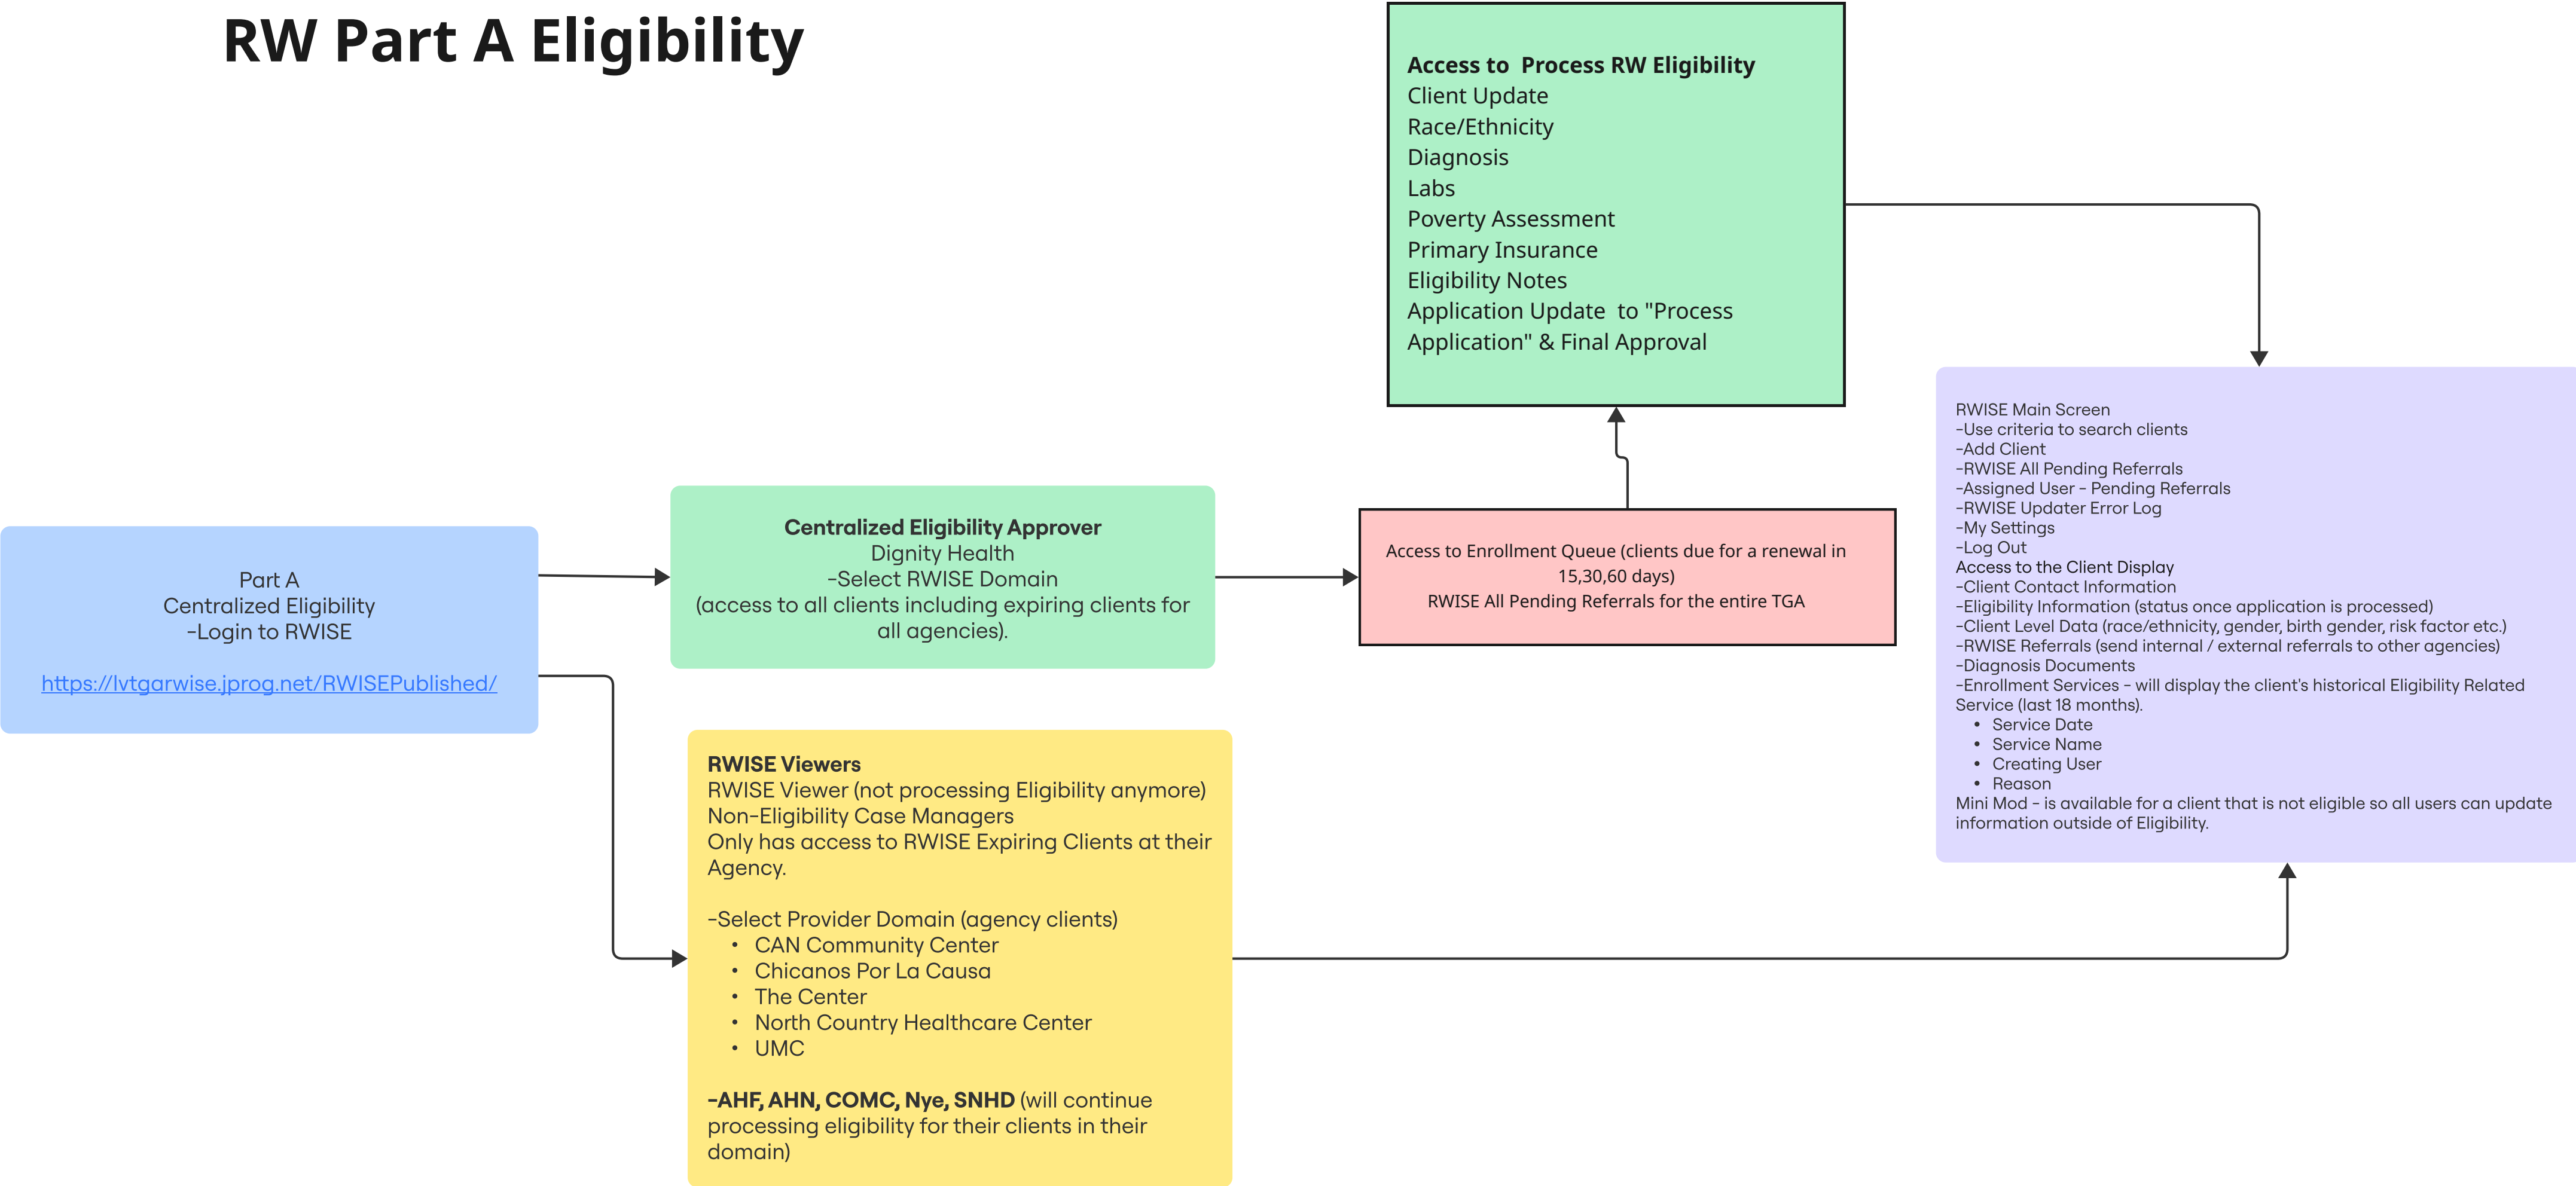 RW Part A Eligibility
Access to  Process RW Eligibility
Client Update
Race/Ethnicity
Diagnosis
Labs
Poverty Assessment
Primary Insurance
Eligibility Notes
Application Update  to "Process
Application" & Final Approval
Part A
Centralized Eligibility
-Login to RWISE
https://lvtgarwise.jprog.net/RWISEPublished/
Centralized Eligibility Approver
Dignity Health
-Select RWISE Domain
(access to all clients including expiring clients for
all agencies).
Access to Enrollment Queue (clients due for a renewal in
15,30,60 days)
RWISE All Pending Referrals for the entire TGA
RWISE Viewers
RWISE Viewer (not processing Eligibility anymore)
Non-Eligibility Case Managers
Only has access to RWISE Expiring Clients at their
Agency.
-Select Provider Domain (agency clients)
• CAN Community Center
• Chicanos Por La Causa
• The Center
• North Country Healthcare Center
• UMC
-AHF, AHN, COMC, Nye, SNHD (will continue
processing eligibility for their clients in their
domain)
RWISE Main Screen
-Use criteria to search clients
-Add Client
-RWISE All Pending Referrals
-Assigned User - Pending Referrals
-RWISE Updater Error Log
-My Settings
-Log Out
Access to the Client Display
-Client Contact Information
-Eligibility Information (status once application is processed)
-Client Level Data (race/ethnicity, gender, birth gender, risk factor etc.)
-RWISE Referrals (send internal / external referrals to other agencies)
-Diagnosis Documents
-Enrollment Services - will display the client's historical Eligibility Related
Service (last 18 months).
• Service Date
• Service Name
• Creating User
• Reason
Mini Mod - is available for a client that is not eligible so all users can update
information outside of Eligibility.